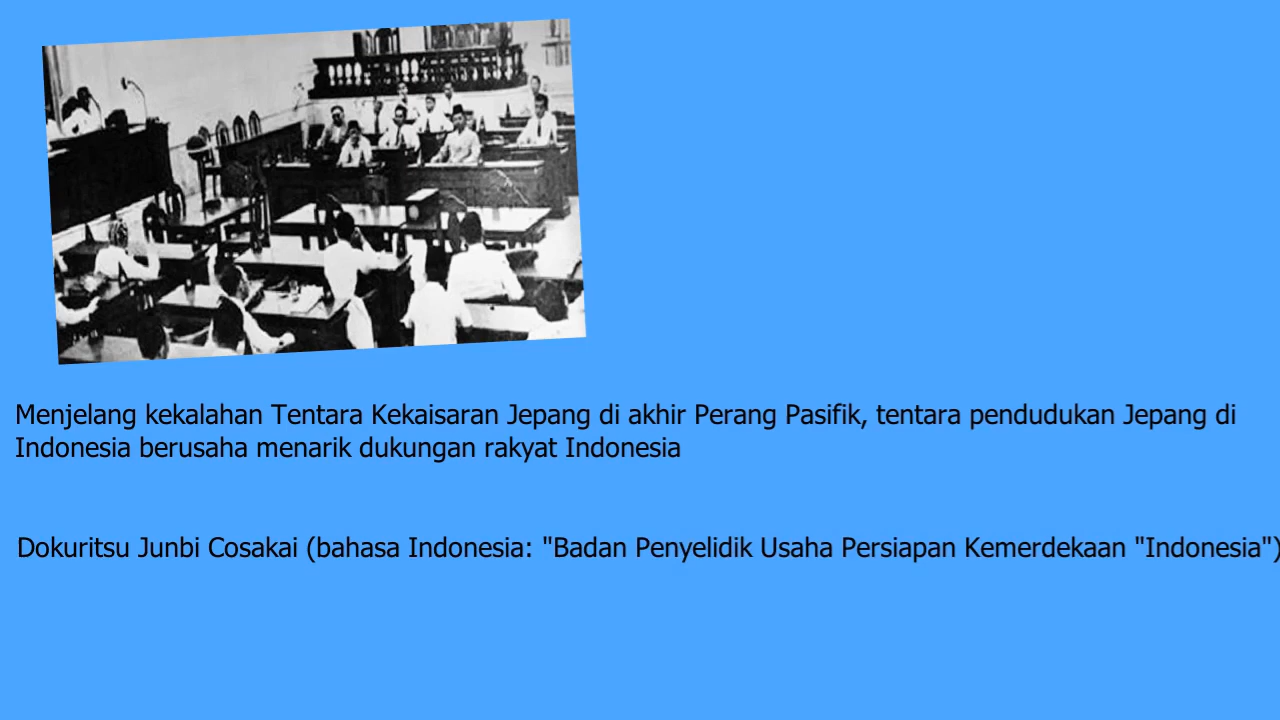 Menjelang kekalahan Tentara Kekaisaran Jepang di akhir Perang Pasifik, tentara pendudukan Jepang di
Indonesia berusaha menarik dukungan rakyat Indonesia
Dokuritsu Junbi Cosakai (bahasa Indonesia: "Badan Penyelidik Usaha Persiapan Kemerdekaan "Indonesia")